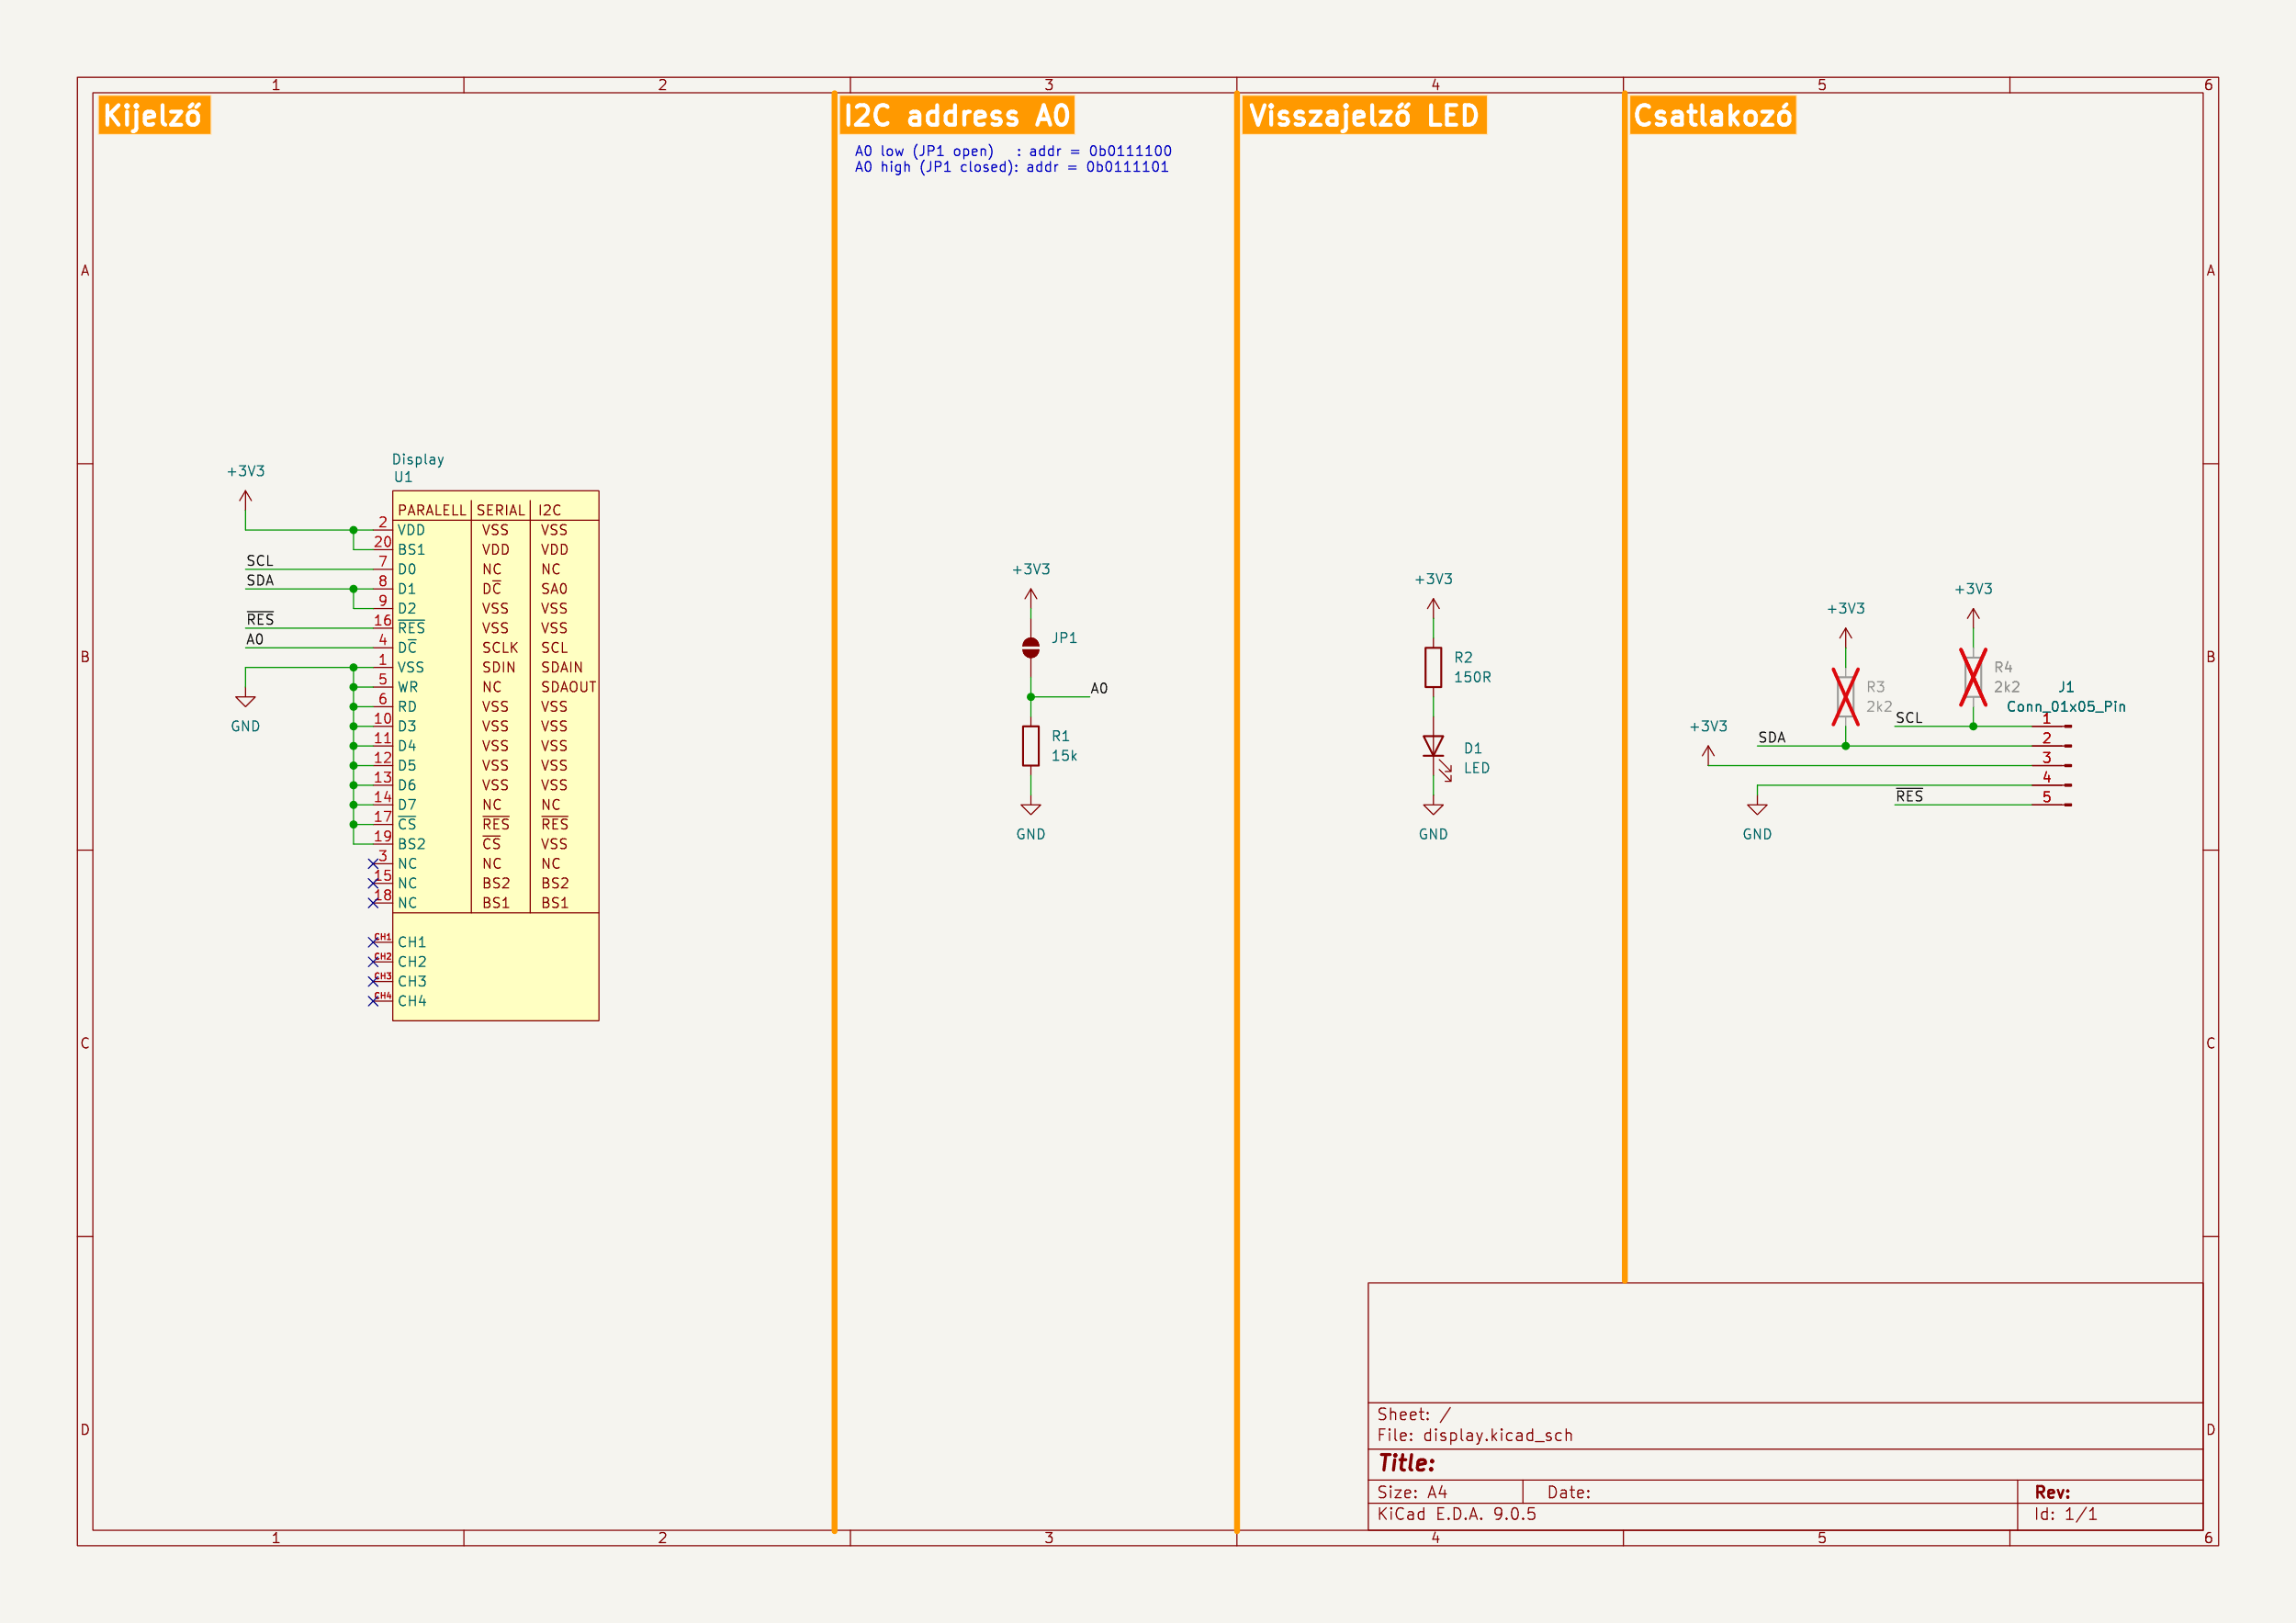 1 2 3 4 5 6
Kijelző
I2C address A0
Visszajelző LED
Csatlakozó
A0 low (JP1 open) : addr = 0b0111100
A0 high (JP1 closed): addr = 0b0111101
A A
B B
C C
D D
Display
U1
+3V3
PARALELL SERIAL I2C
2 VDD VSS VSS
20 BS1 VDD VDD
SCL 7 D0 NC NC
SDA 8 D1 DC SA0
9 D2 VSS VSS
RES 16 RES VSS VSS
A0 4 DC SCLK SCL
1 VSS SDIN SDAIN
5 WR NC SDAOUT
6 RD VSS VSS
GND 10 D3 VSS VSS
11 D4 VSS VSS
12 D5 VSS VSS
13 D6 VSS VSS
14 D7 NC NC
17 CS RES RES
19 BS2 CS VSS
3 NC NC NC
15 NC BS2 BS2
18 NC BS1 BS1
CH1 CH1
CH2 CH2
CH3 CH3
CH4 CH4
+3V3
JP1
A0
R1
15k
GND
+3V3
R2
150R
D1
LED
GND
+3V3
+3V3
R4
2k2
R3
2k2
J1
Conn_01x05_Pin
+3V3
SCL 1
SDA 2
3
4
RES 5
GND
Sheet: /
File: display.kicad_sch
Title:
Size: A4 Date: Rev:
KiCad E.D.A. 9.0.5 Id: 1/1
1 2 3 4 5 6